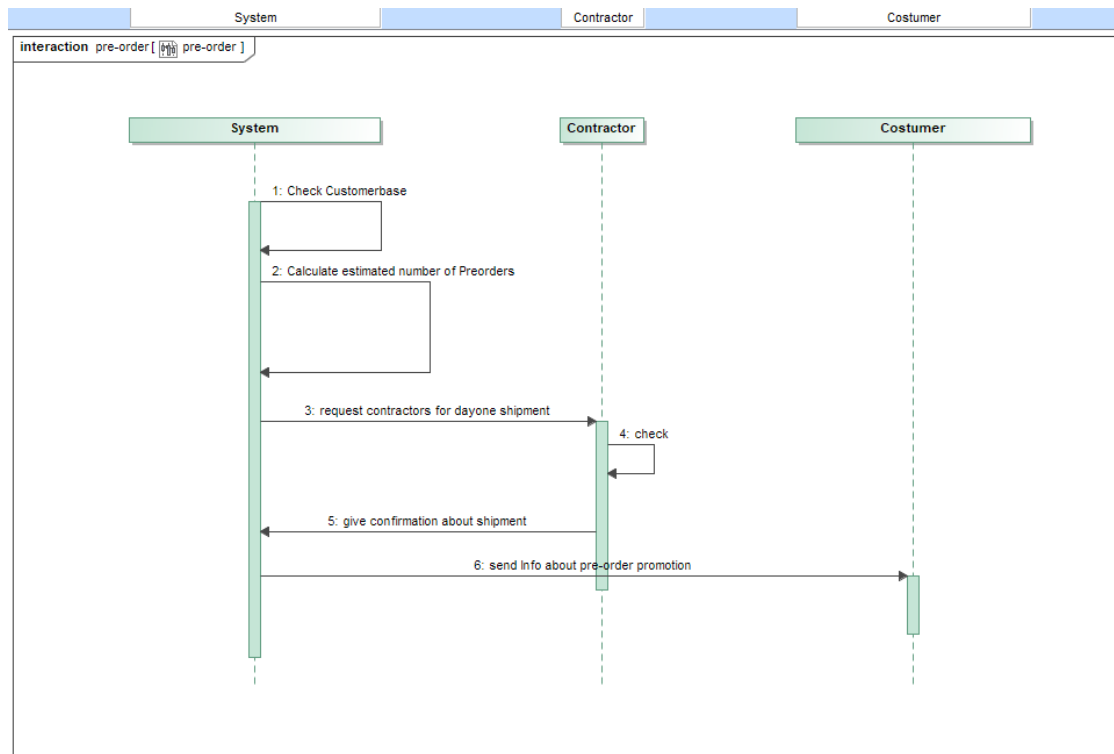 System
Contractor
Costumer
interaction pre-order[ pre-order ]
System
Contractor
Costumer
1: Check Customerbase
2: Calculate estimated number of Preorders
3: request contractors for dayone shipment
4: check
5: give confirmation about shipment
6: send Info about pre-order promotion